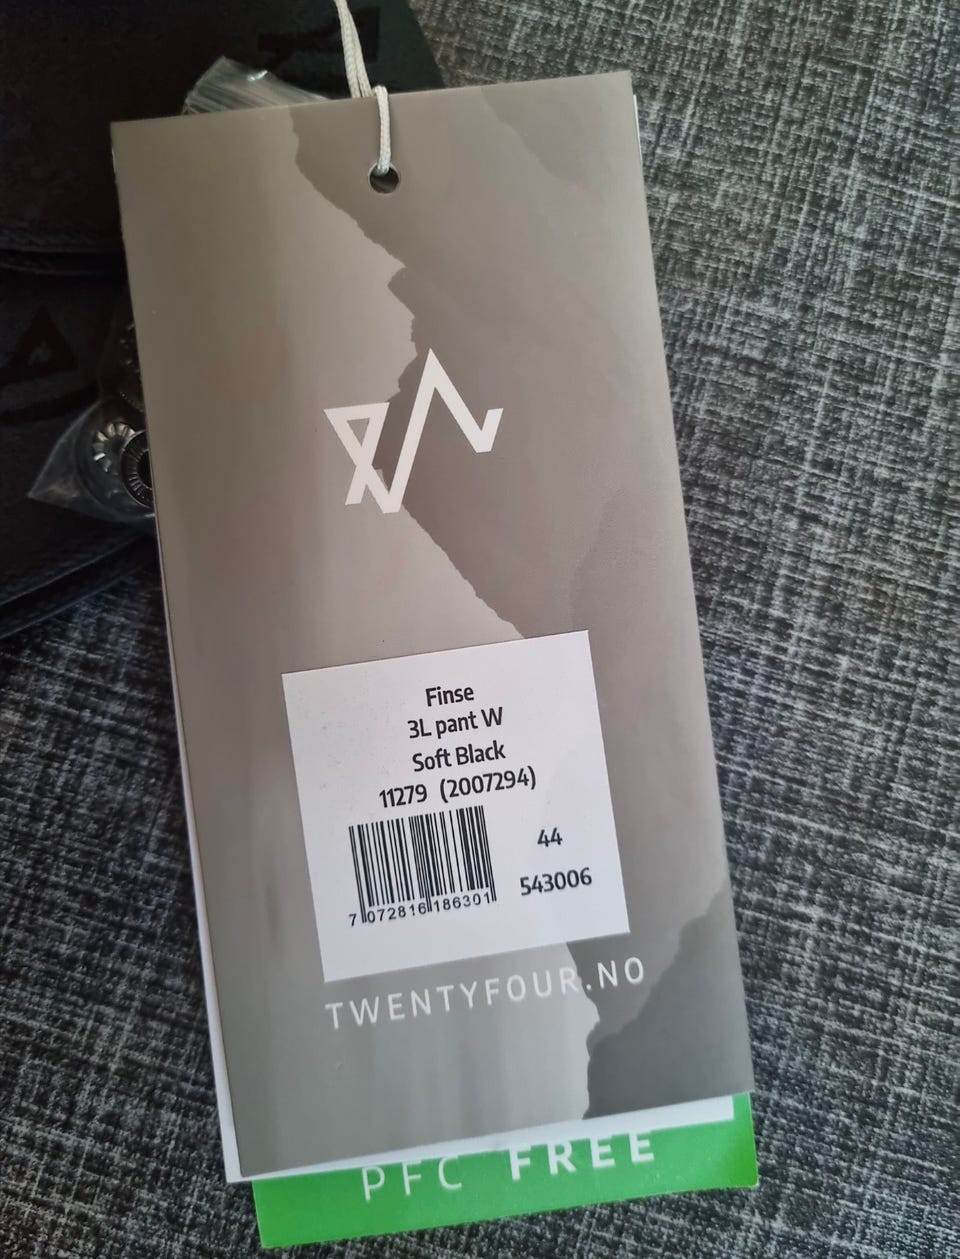 Finse
3L pant W
Soft Black
11279 (2007294)
44
7 072816 186301
543006
TWENTYFOUR.NO
PFC FREE